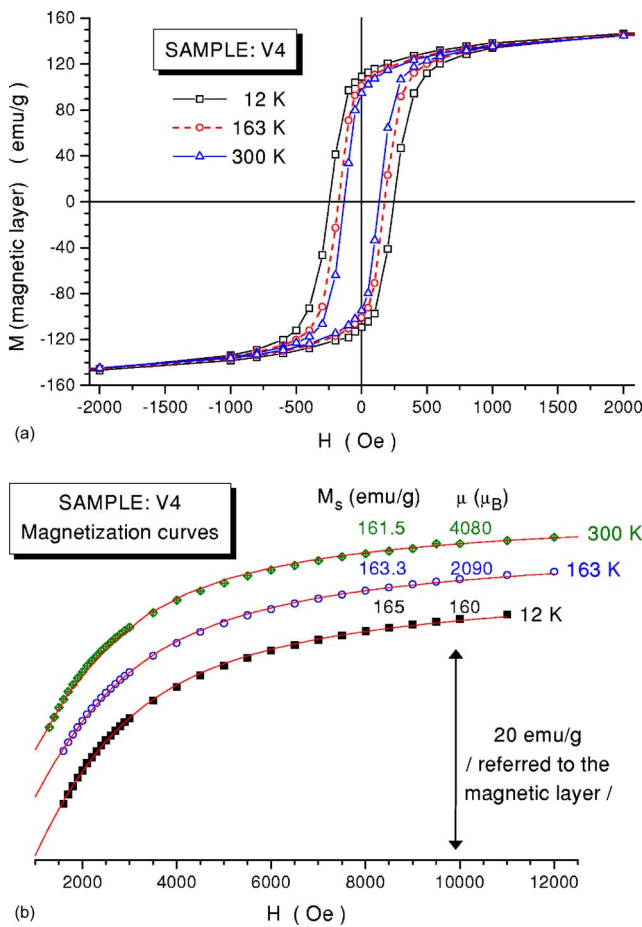 160
120
80
40
0
-40
-80
-120
-160
M (magnetic layer) ( emu/g )
SAMPLE: V4
12 K
163 K
300 K
-2000 -1500 -1000 -500 0 500 1000 1500 2000
(a)
H ( Oe )
SAMPLE: V4
Magnetization curves
Ms (emu/g) μ (μB)
161.5 4080 300 K
163.3 2090 163 K
165 160 12 K
20 emu/g
/ referred to the
magnetic layer /
2000 4000 6000 8000 10000 12000
(b)
H ( Oe )